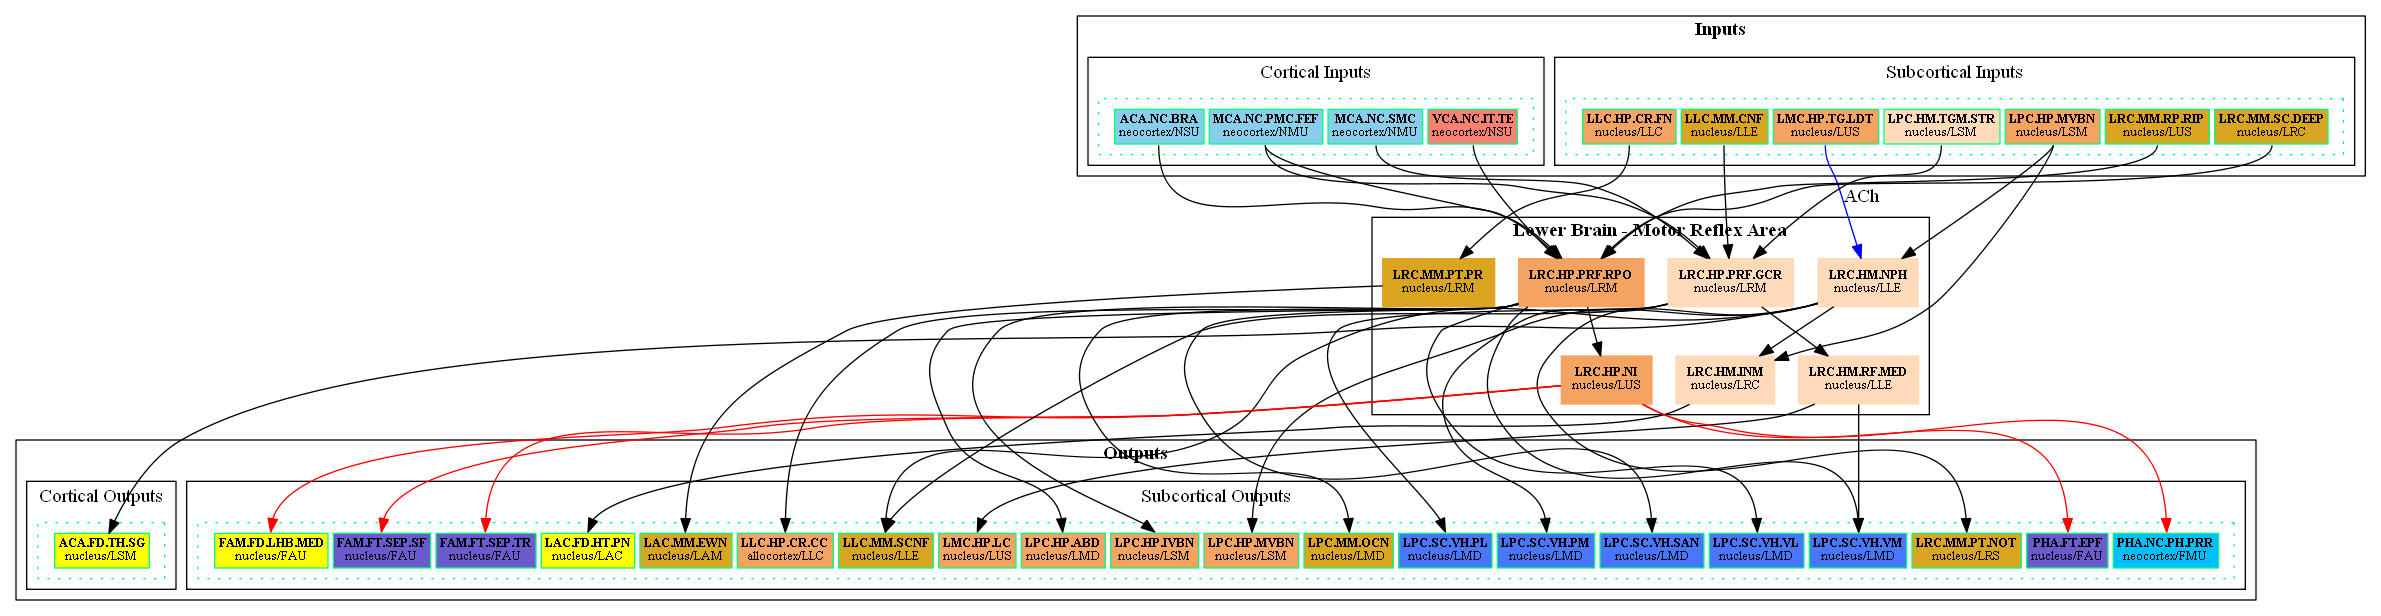 Inputs
Cortical Inputs
Subcortical Inputs
ACA.NC.BRA
neocortex/NSU
MCA.NC.PMC.FEF
neocortex/NMU
MCA.NC.SMC
neocortex/NMU
VCA.NC.IT.TE
neocortex/NSU
LLC.HP.CR.FN
nucleus/LLC
LLC.MM.CNF
nucleus/LLE
LMC.HP.TG.LDT
nucleus/LUS
LPC.HM.TGM.STR
nucleus/LSM
LPC.HP.MVBN
nucleus/LSM
LRC.MM.RP.RIP
nucleus/LUS
LRC.MM.SC.DEEP
nucleus/LRC
ACh
Lower Brain - Motor Reflex Area
LRC.MM.PT.PR
nucleus/LRM
LRC.HP.PRF.RPO
nucleus/LRM
LRC.HP.PRF.GCR
nucleus/LRM
LRC.HM.NPH
nucleus/LLE
LRC.HP.NI
nucleus/LUS
LRC.HM.INM
nucleus/LRC
LRC.HM.RF.MED
nucleus/LLE
Outputs
Cortical Outputs
Subcortical Outputs
ACA.FD.TH.SG
nucleus/LSM
FAM.FD.LHB.MED
nucleus/FAU
FAM.FT.SEP.SF
nucleus/FAU
FAM.FT.SEP.TR
nucleus/FAU
LAC.FD.HT.PN
nucleus/LAC
LAC.MM.EWN
nucleus/LAM
LLC.HP.CR.CC
allocortex/LLC
LLC.MM.SCNF
nucleus/LLE
LMC.HP.LC
nucleus/LUS
LPC.HP.ABD
nucleus/LMD
LPC.HP.IVBN
nucleus/LSM
LPC.HP.MVBN
nucleus/LSM
LPC.MM.OCN
nucleus/LMD
LPC.SC.VH.PL
nucleus/LMD
LPC.SC.VH.PM
nucleus/LMD
LPC.SC.VH.SAN
nucleus/LMD
LPC.SC.VH.VL
nucleus/LMD
LPC.SC.VH.VM
nucleus/LMD
LRC.MM.PT.NOT
nucleus/LRS
PHA.FT.EPF
nucleus/FAU
PHA.NC.PH.PRR
neocortex/FMU